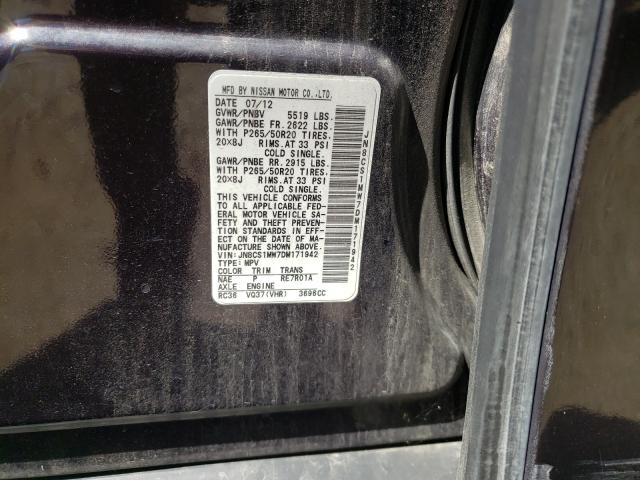 MFD BY NISSAN MOTOR CO.,LTD.
DATE 07/12
GVWR/PNBV 5519 LBS.
GAWR/PNBE FR. 2622 LBS.
WITH P265/50R20 TIRES.
20X8J RIMS. AT 33 PSI
COLD SINGLE.
GAWR/PNBE RR. 2915 LBS.
WITH P265/50R20 TIRES.
20X8J RIMS. AT 33 PSI
COLD SINGLE.
THIS VEHICLE CONFORMS
TO ALL APPLICABLE FED-
ERAL MOTOR VEHICLE SA-
FETY AND THEFT PREVENT-
ION STANDARDS IN EFF-
ECT ON THE DATE OF MA-
NUFACTURE SHOWN ABOVE.
VIN: JN8CS1MW7DM171942
TYPE: MPV
COLOR TRIM TRANS
NAE P RE7R01A
AXLE ENGINE
RC36 VQ37(VHR) 3696CC
JN8CS1MW7DM171942